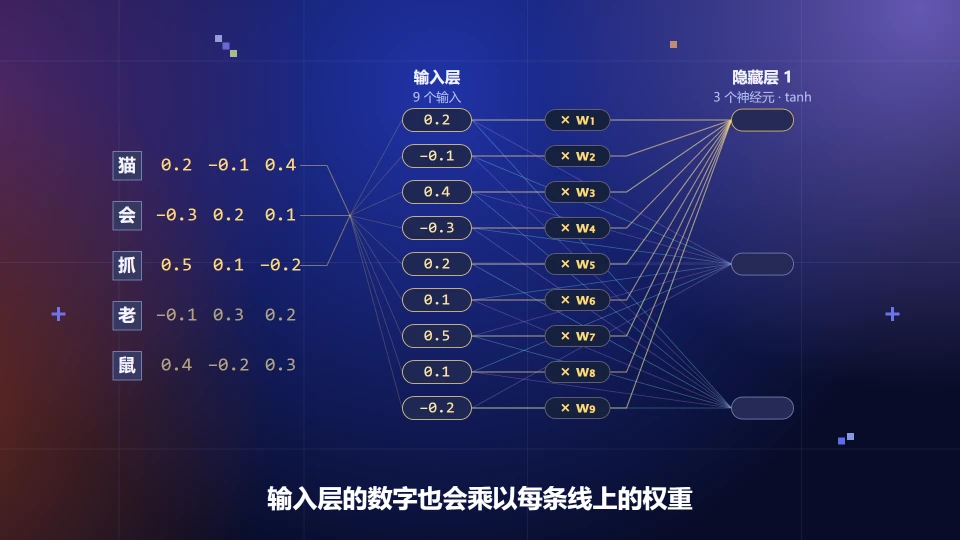 输入层
9 个输入
隐藏层 1
3 个神经元 · tanh
猫 0.2 −0.1 0.4
会 −0.3 0.2 0.1
抓 0.5 0.1 −0.2
老 −0.1 0.3 0.2
鼠 0.4 −0.2 0.3
0.2 × W₁
−0.1 × W₂
0.4 × W₃
−0.3 × W₄
0.2 × W₅
0.1 × W₆
0.5 × W₇
0.1 × W₈
−0.2 × W₉
输入层的数字也会乘以每条线上的权重